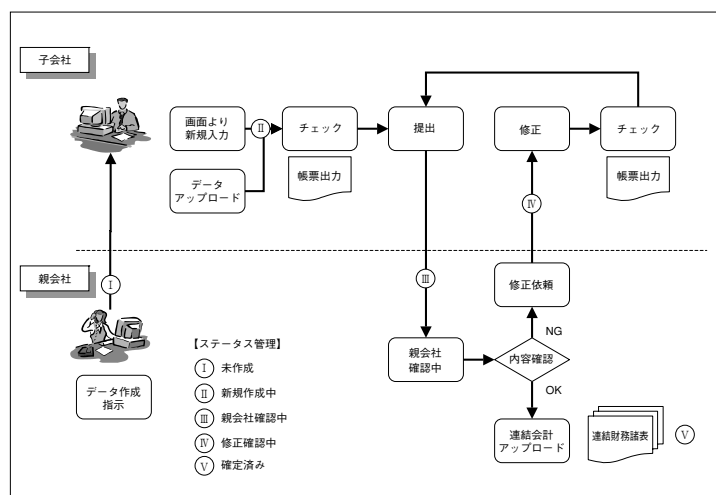 子会社
画面より
新規入力
Ⅱ
チェック
提出
修正
チェック
帳票出力
帳票出力
データ
アップロード
Ⅳ
親会社
Ⅰ
Ⅲ
修正依頼
NG
【ステータス管理】
親会社
確認中
内容確認
Ⅰ 未作成
OK
データ作成
指示
Ⅱ 新規作成中
Ⅲ 親会社確認中
連結会計
アップロード
連結財務諸表
Ⅴ
Ⅳ 修正確認中
Ⅴ 確定済み